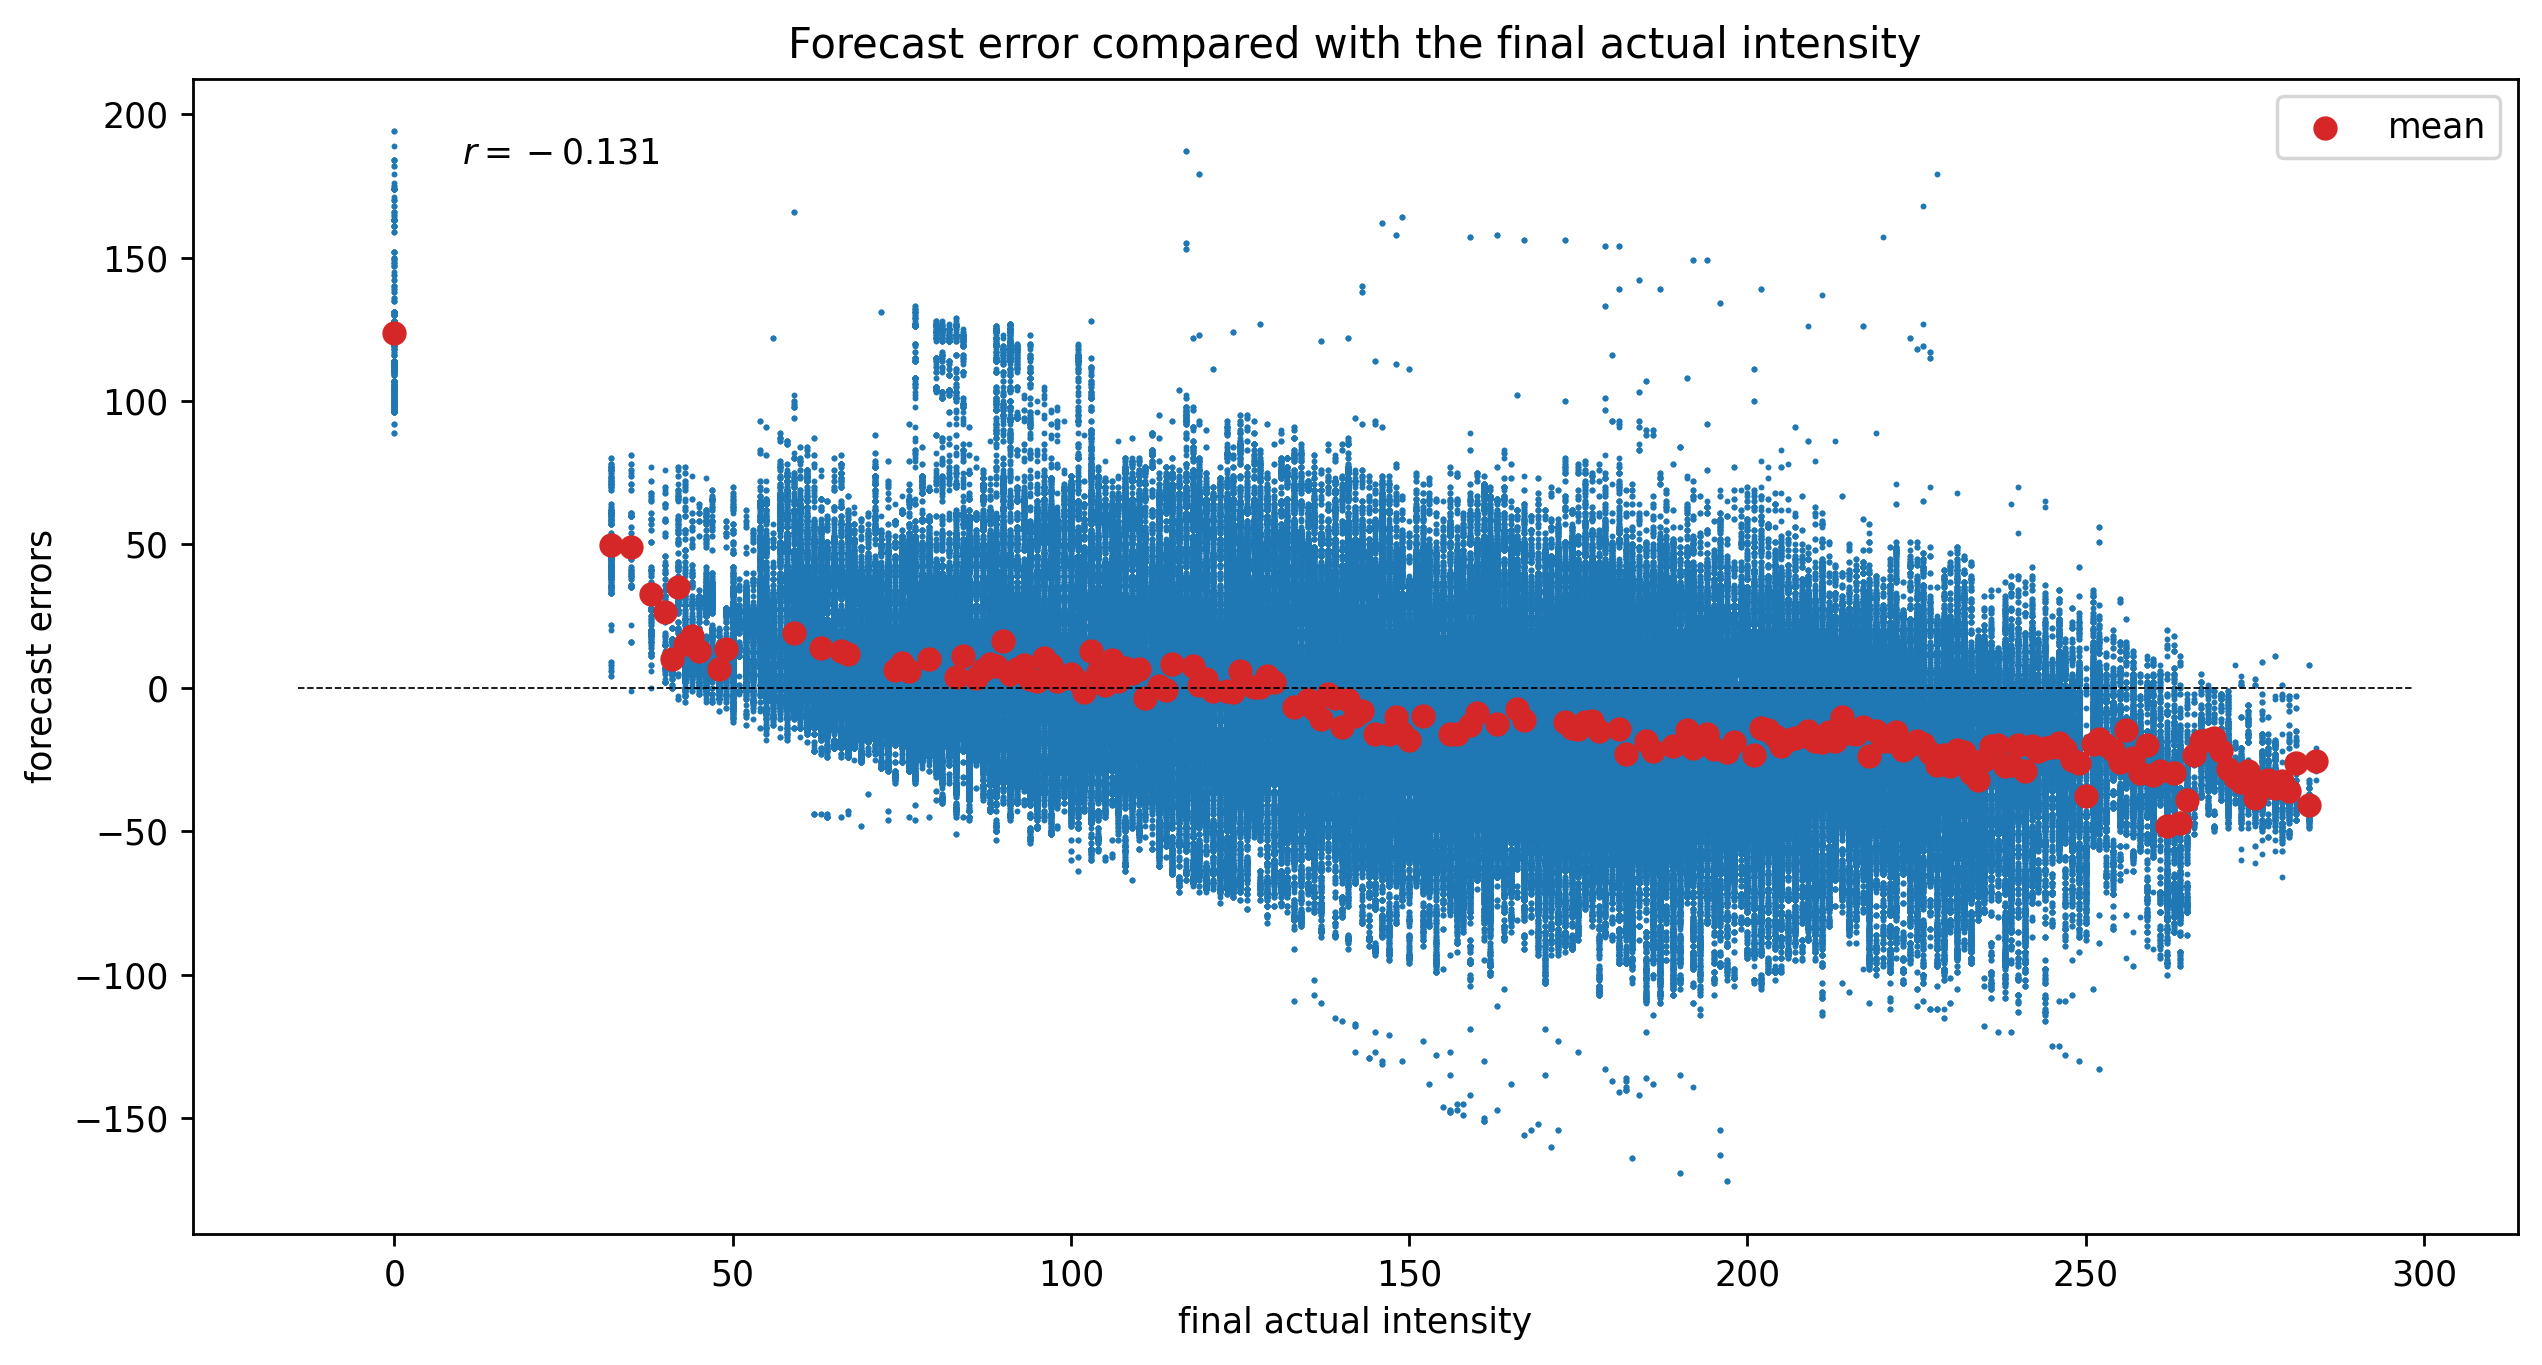 Forecast error compared with the final actual intensity
r = −0.131
mean
forecast errors
200
150
100
50
0
−50
−100
−150
0 50 100 150 200 250 300
final actual intensity